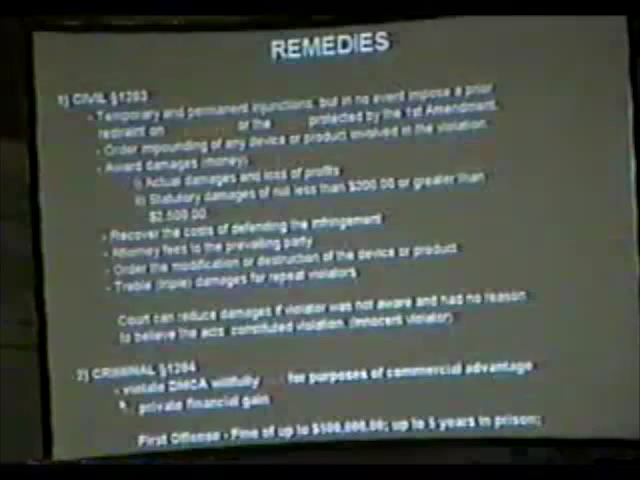 REMEDIES
1) CIVIL §1203
- Temporary and permanent injunctions, but in no event impose a prior
restraint on or the protected by the 1st Amendment.
- Order impounding of any device or product involved in the violation.
- Award damages (money).
i) Actual damages and loss of profits
ii) Statutory damages of not less than $200.00 or greater than
$2,500.00
- Recover the costs of defending the infringement
- Attorney fees to the prevailing party
- Order the modification or destruction of the device or product
- Treble (triple) damages for repeat violators
Court can reduce damages if violator was not aware and had no reason
to believe the acts constituted violation. (innocent violator)
2) CRIMINAL §1204
- violate DMCA willfully for purposes of commercial advantage
private financial gain
First Offense - Fine of up to $500,000.00; up to 5 years in prison;